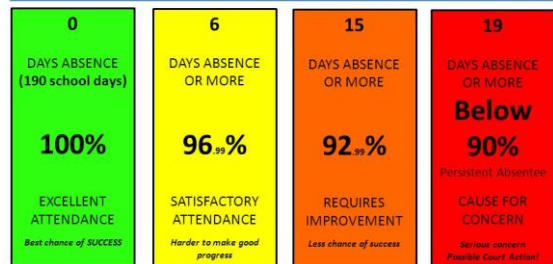 0
DAYS ABSENCE
(190 school days)
100%
EXCELLENT
ATTENDANCE
Best chance of SUCCESS
6
DAYS ABSENCE
OR MORE
96.99%
SATISFACTORY
ATTENDANCE
Harder to make good
progress
15
DAYS ABSENCE
OR MORE
92.99%
REQUIRES
IMPROVEMENT
Less chance of success
19
DAYS ABSENCE
OR MORE
Below
90%
Persistent Absentee
CAUSE FOR
CONCERN
Serious concern
Possible Court Action!